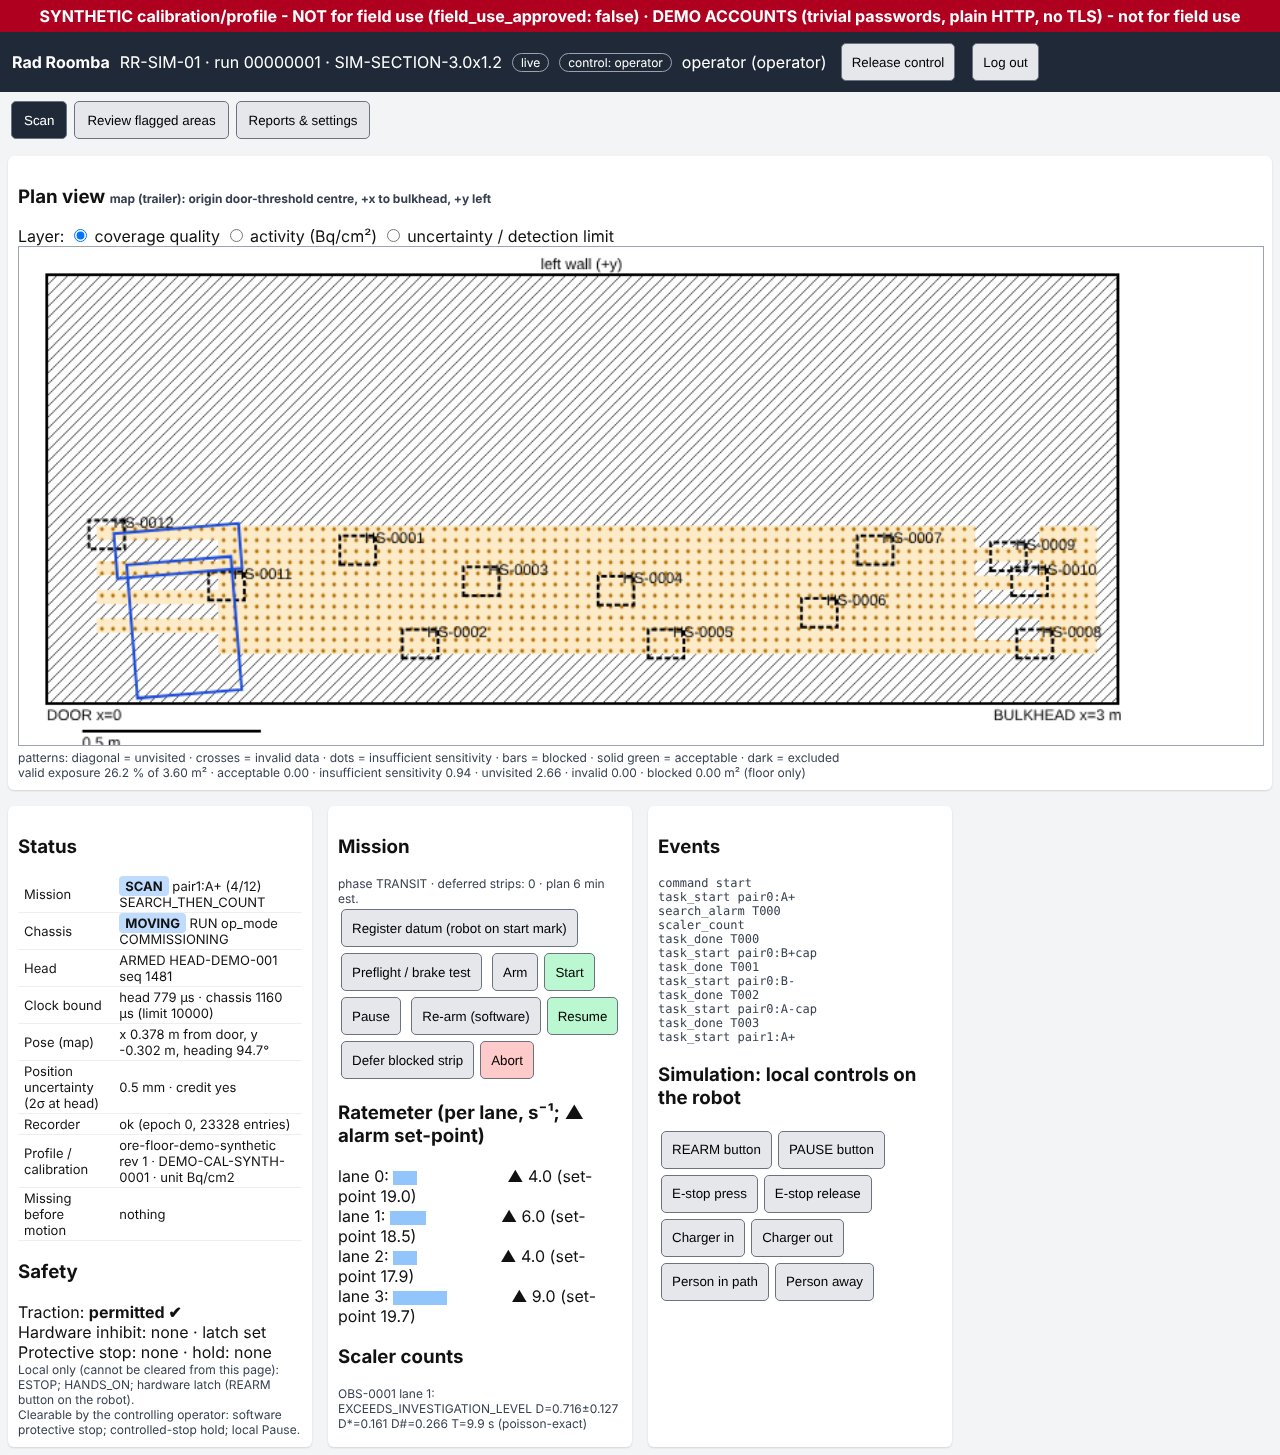 SYNTHETIC calibration/profile - NOT for field use (field_use_approved: false) · DEMO ACCOUNTS (trivial passwords, plain HTTP, no TLS) - not for field use
Rad Roomba RR-SIM-01 · run 00000001 · SIM-SECTION-3.0x1.2 live control: operator operator (operator) Release control Log out
Scan Review flagged areas Reports & settings
Plan view map (trailer): origin door-threshold centre, +x to bulkhead, +y left
Layer: coverage quality activity (Bq/cm²) uncertainty / detection limit
left wall (+y)
HS-0012
HS-0001
HS-0007
HS-0009
HS-0011
HS-0003
HS-0004
HS-0010
HS-0006
HS-0002
HS-0005
HS-0008
DOOR x=0
BULKHEAD x=3 m
0.5 m
patterns: diagonal = unvisited · crosses = invalid data · dots = insufficient sensitivity · bars = blocked · solid green = acceptable · dark = excluded
valid exposure 26.2 % of 3.60 m² · acceptable 0.00 · insufficient sensitivity 0.94 · unvisited 2.66 · invalid 0.00 · blocked 0.00 m² (floor only)
Status
Mission SCAN pair1:A+ (4/12)
SEARCH_THEN_COUNT
Chassis MOVING RUN op_mode
COMMISSIONING
Head ARMED HEAD-DEMO-001
seq 1481
Clock bound head 779 µs · chassis 1160
µs (limit 10000)
Pose (map) x 0.378 m from door, y
-0.302 m, heading 94.7°
Position
uncertainty
(2σ at head)
0.5 mm · credit yes
Recorder ok (epoch 0, 23328 entries)
Profile /
calibration
ore-floor-demo-synthetic
rev 1 · DEMO-CAL-SYNTH-
0001 · unit Bq/cm2
Missing
before
motion
nothing
Safety
Traction: permitted ✔
Hardware inhibit: none · latch set
Protective stop: none · hold: none
Local only (cannot be cleared from this page):
ESTOP; HANDS_ON; hardware latch (REARM
button on the robot).
Clearable by the controlling operator: software
protective stop; controlled-stop hold; local Pause.
Mission
phase TRANSIT · deferred strips: 0 · plan 6 min
est.
Register datum (robot on start mark)
Preflight / brake test Arm Start
Pause Re-arm (software) Resume
Defer blocked strip Abort
Ratemeter (per lane, s⁻¹; ▲
alarm set-point)
lane 0: ▲ 4.0 (set-
point 19.0)
lane 1: ▲ 6.0 (set-
point 18.5)
lane 2: ▲ 4.0 (set-
point 17.9)
lane 3: ▲ 9.0 (set-
point 19.7)
Scaler counts
OBS-0001 lane 1:
EXCEEDS_INVESTIGATION_LEVEL D=0.716±0.127
D*=0.161 D#=0.266 T=9.9 s (poisson-exact)
Events
command start
task_start pair0:A+
search_alarm T000
scaler_count
task_done T000
task_start pair0:B+cap
task_done T001
task_start pair0:B-
task_done T002
task_start pair0:A-cap
task_done T003
task_start pair1:A+
Simulation: local controls on
the robot
REARM button PAUSE button
E-stop press E-stop release
Charger in Charger out
Person in path Person away